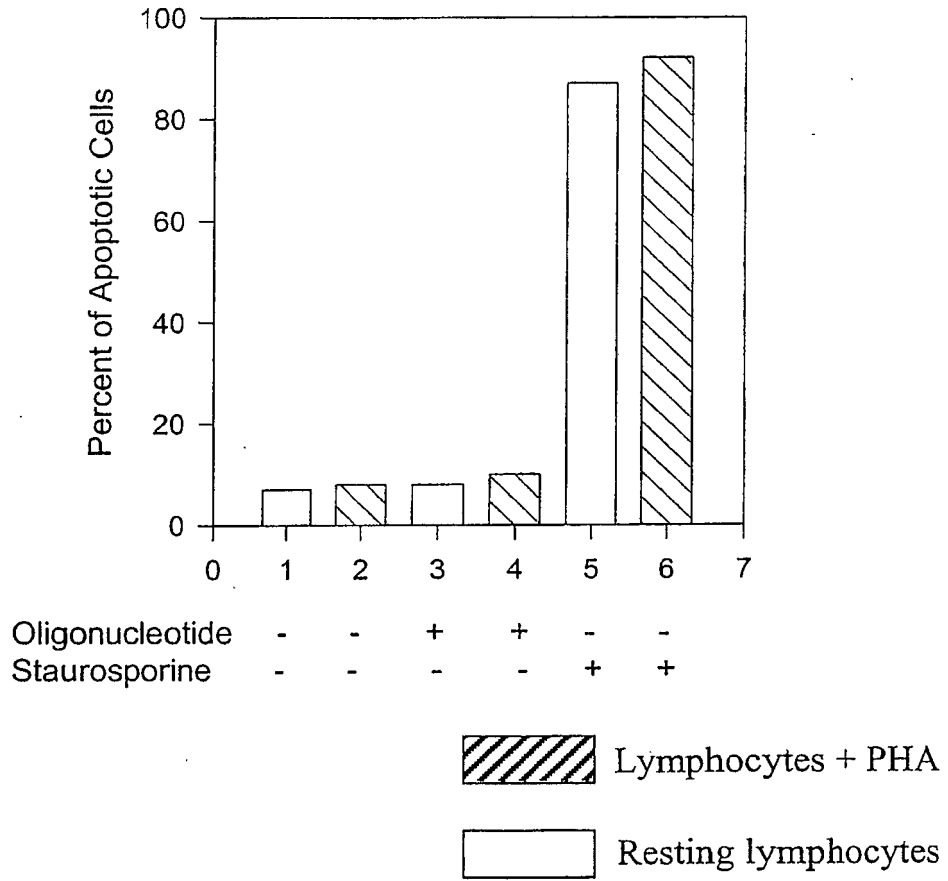 100
80
60
40
20
0
Percent of Apoptotic Cells
0 1 2 3 4 5 6 7
Oligonucleotide - - + + - -
Staurosporine - - - - + +
Lymphocytes + PHA
Resting lymphocytes